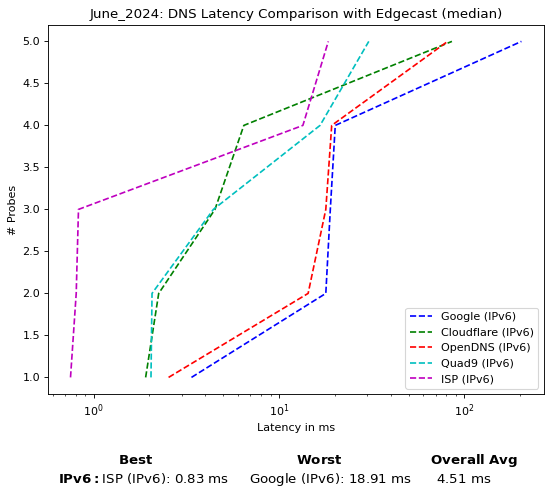 June_2024: DNS Latency Comparison with Edgecast (median)
5.0
4.5
4.0
3.5
3.0
2.5
2.0
1.5
1.0
# Probes
Google (IPv6)
Cloudflare (IPv6)
OpenDNS (IPv6)
Quad9 (IPv6)
ISP (IPv6)
10⁰ 10¹ 10²
Latency in ms
Best Worst Overall Avg
IPv6: ISP (IPv6): 0.83 ms Google (IPv6): 18.91 ms 4.51 ms